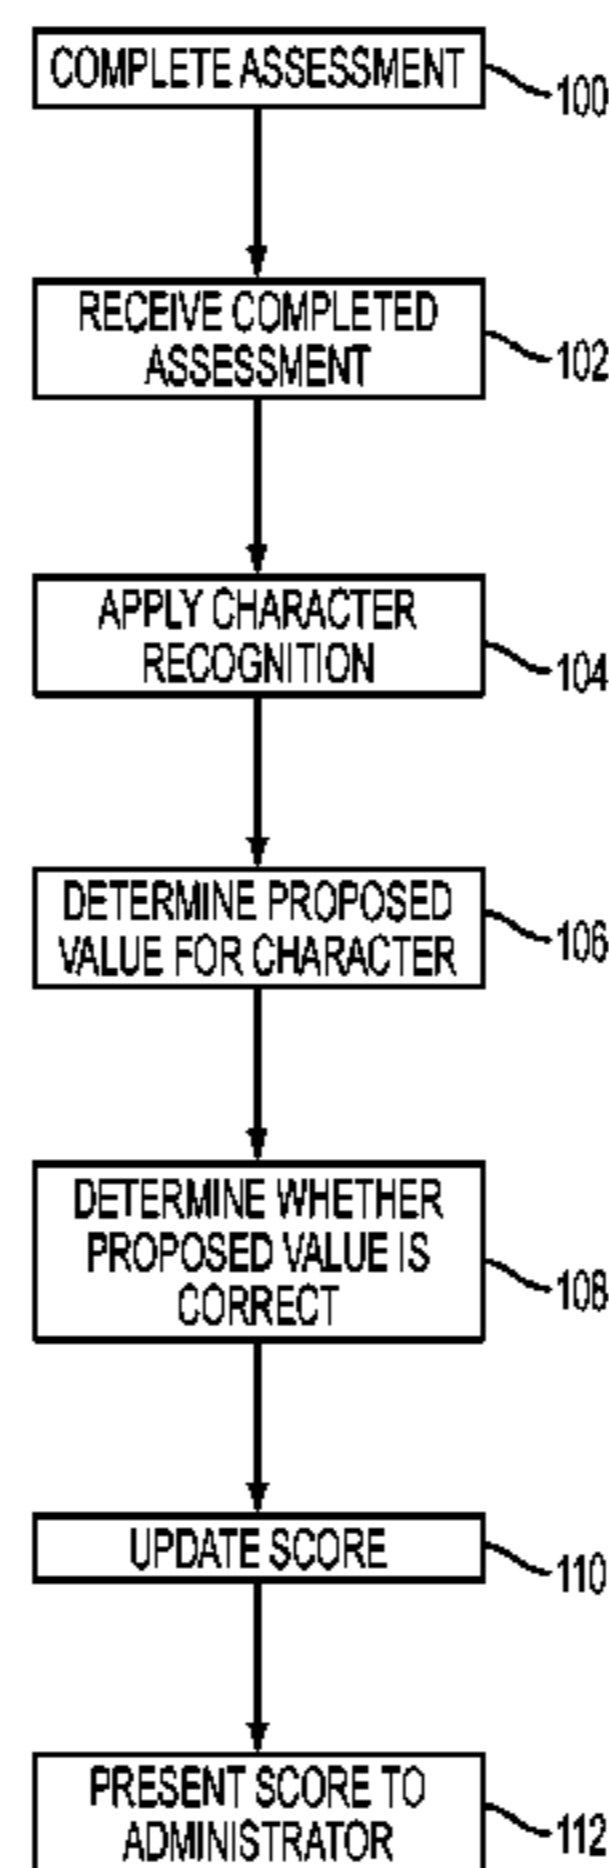 COMPLETE ASSESSMENT
100
RECEIVE COMPLETED
ASSESSMENT
102
APPLY CHARACTER
RECOGNITION
104
DETERMINE PROPOSED
VALUE FOR CHARACTER
106
DETERMINE WHETHER
PROPOSED VALUE IS
CORRECT
108
UPDATE SCORE
110
PRESENT SCORE TO
ADMINISTRATOR
112